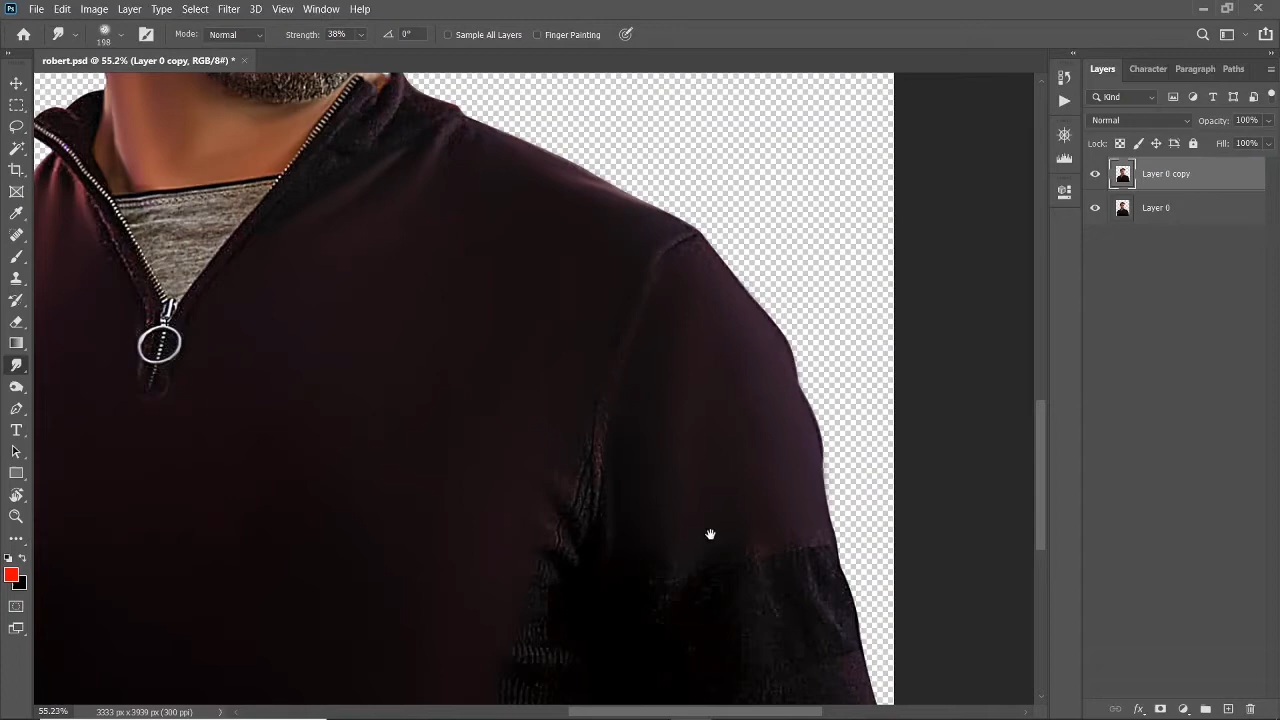 Ps File Edit Image Layer Type Select Filter 3D View Window Help
198 Mode: Normal Strength: 38% 0° Sample All Layers Finger Painting
robert.psd @ 55.2% (Layer 0 copy, RGB/8#) * ×
Layers Character Paragraph Paths
Kind
Normal Opacity: 100%
Lock: Fill: 100%
Layer 0 copy
Layer 0
55.23% 3333 px x 3939 px (300 ppi)